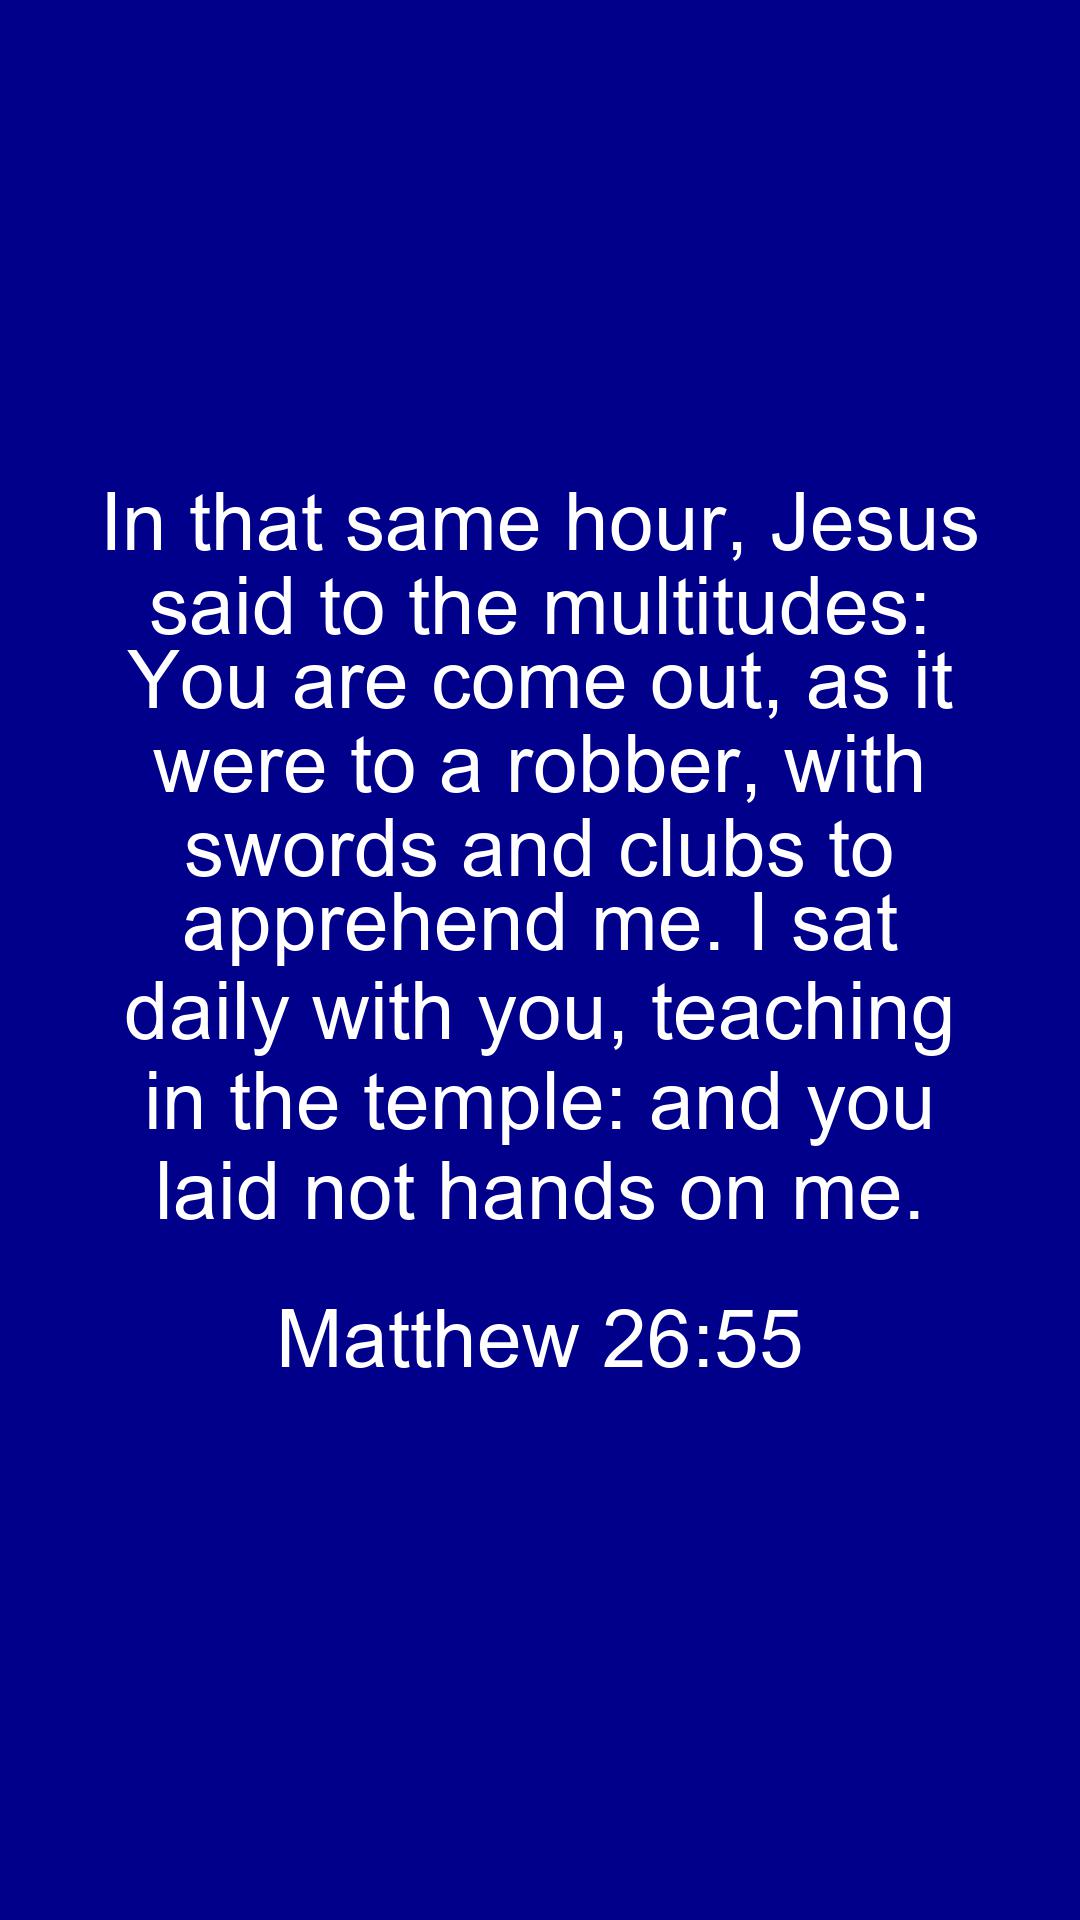 In that same hour, Jesus
said to the multitudes:
You are come out, as it
were to a robber, with
swords and clubs to
apprehend me. I sat
daily with you, teaching
in the temple: and you
laid not hands on me.
Matthew 26:55